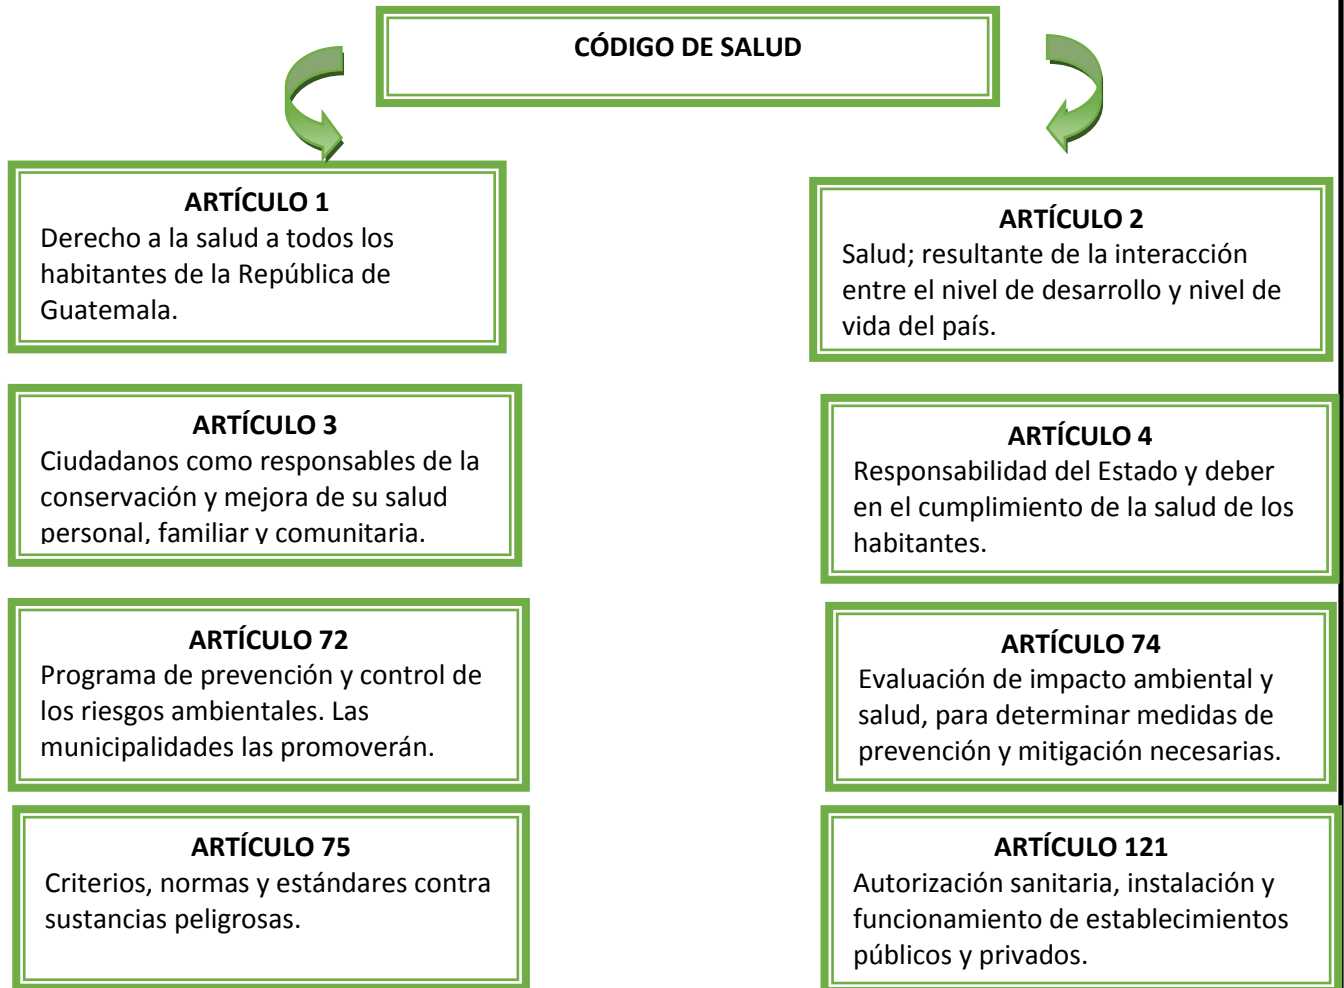 CÓDIGO DE SALUD
ARTÍCULO 1
Derecho a la salud a todos los
habitantes de la República de
Guatemala.
ARTÍCULO 2
Salud; resultante de la interacción
entre el nivel de desarrollo y nivel de
vida del país.
ARTÍCULO 3
Ciudadanos como responsables de la
conservación y mejora de su salud
personal, familiar y comunitaria.
ARTÍCULO 4
Responsabilidad del Estado y deber
en el cumplimiento de la salud de los
habitantes.
ARTÍCULO 72
Programa de prevención y control de
los riesgos ambientales. Las
municipalidades las promoverán.
ARTÍCULO 74
Evaluación de impacto ambiental y
salud, para determinar medidas de
prevención y mitigación necesarias.
ARTÍCULO 75
Criterios, normas y estándares contra
sustancias peligrosas.
ARTÍCULO 121
Autorización sanitaria, instalación y
funcionamiento de establecimientos
públicos y privados.